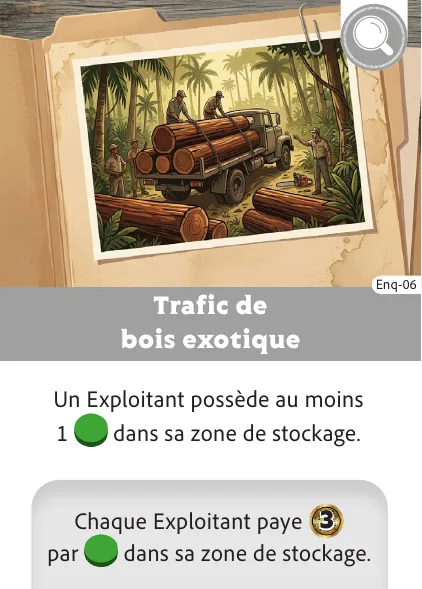 Enq-06
Trafic de
bois exotique
Un Exploitant possède au moins
1 dans sa zone de stockage.
Chaque Exploitant paye 3
par dans sa zone de stockage.